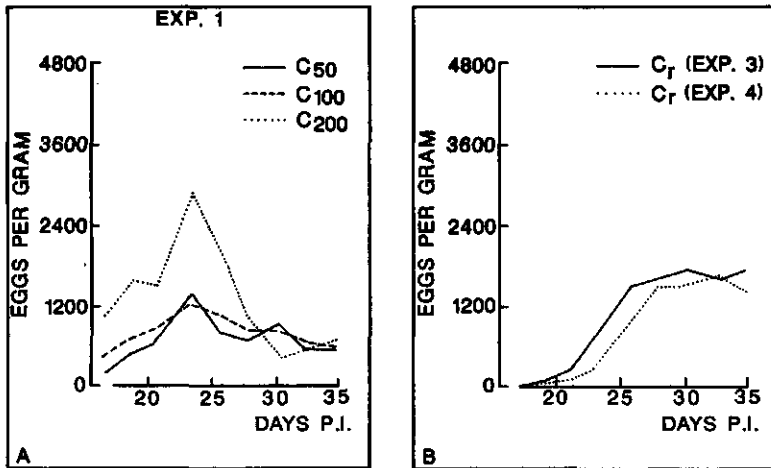 EXP. 1
4800
3600
2400
1200
0
EGGS PER GRAM
C50
C100
C200
20 25 30 35
DAYS P.I.
A
4800
3600
2400
1200
0
EGGS PER GRAM
Cr (EXP. 3)
Cr (EXP. 4)
20 25 30 35
DAYS P.I.
B